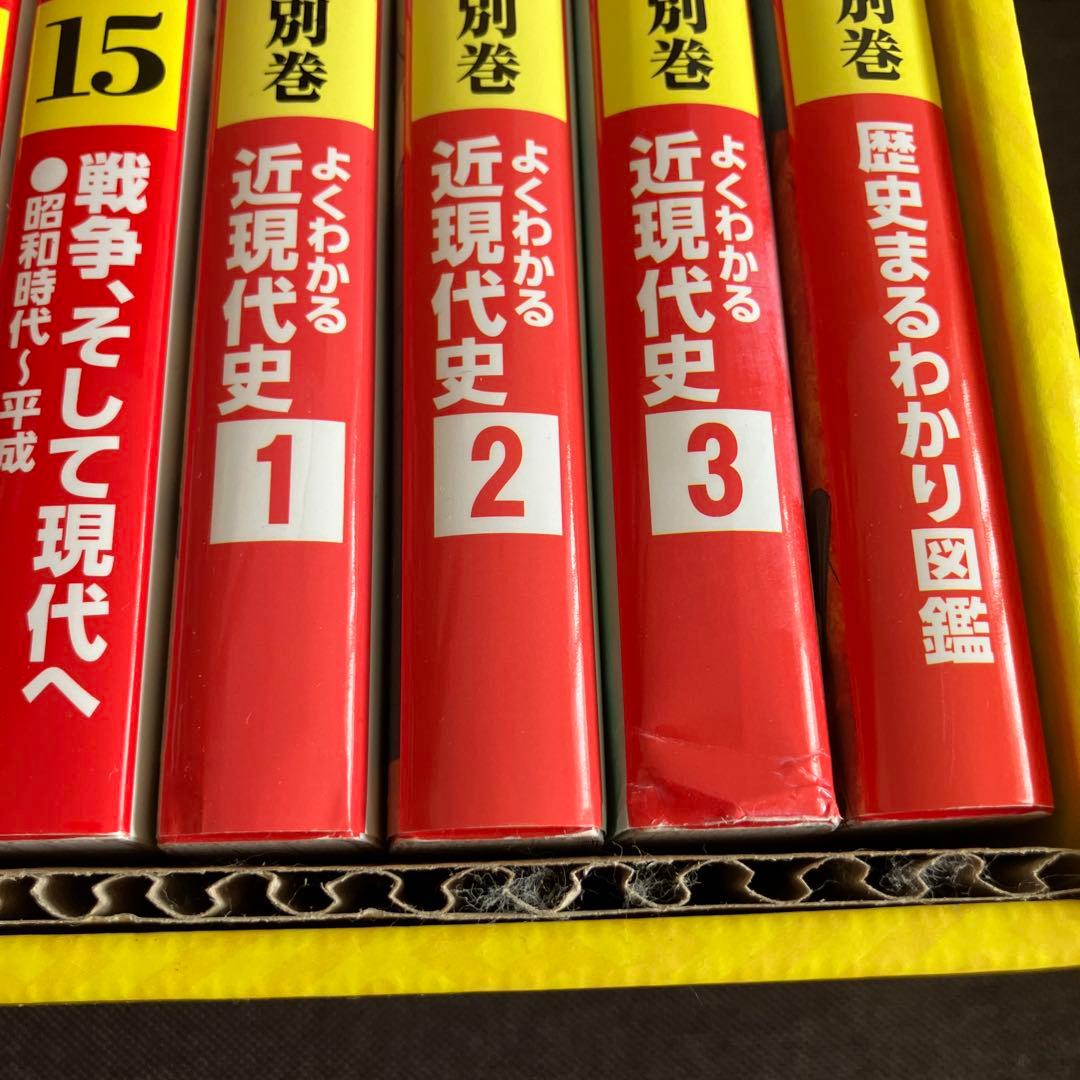 15
戦争、そして現代へ
●昭和時代～平成
別巻
よくわかる
近現代史
1
別巻
よくわかる
近現代史
2
別巻
よくわかる
近現代史
3
別巻
歴史まるわかり図鑑